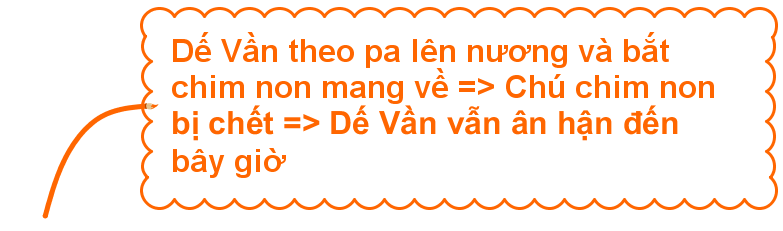 Dế Vần theo pa lên nương và bắt
chim non mang về => Chú chim non
bị chết => Dế Vần vẫn ân hận đến
bây giờ